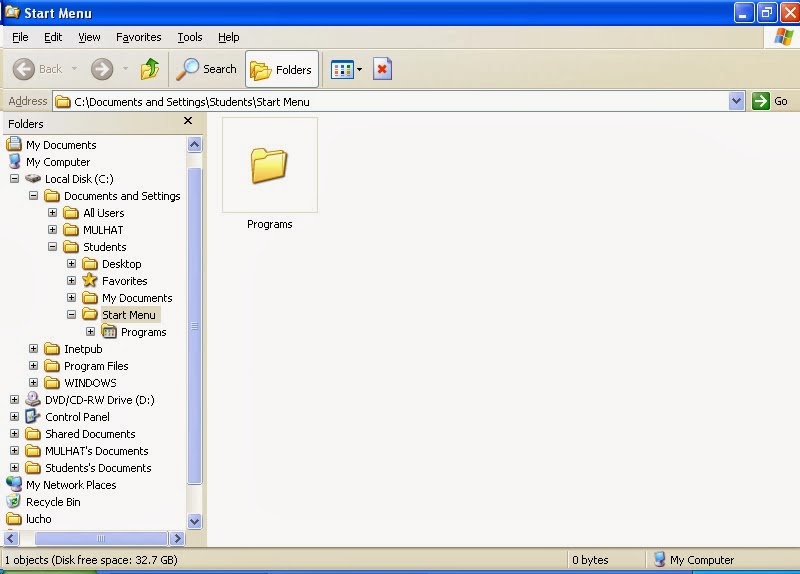 Start Menu
File Edit View Favorites Tools Help
Back Search Folders
Address C:\Documents and Settings\Students\Start Menu Go
Folders
My Documents
My Computer
Local Disk (C:)
Documents and Settings
All Users
MULHAT
Students
Desktop
Favorites
My Documents
Start Menu
Programs
Inetpub
Program Files
WINDOWS
DVD/CD-RW Drive (D:)
Control Panel
Shared Documents
MULHAT's Documents
Students's Documents
My Network Places
Recycle Bin
lucho
Programs
1 objects (Disk free space: 32.7 GB) 0 bytes My Computer